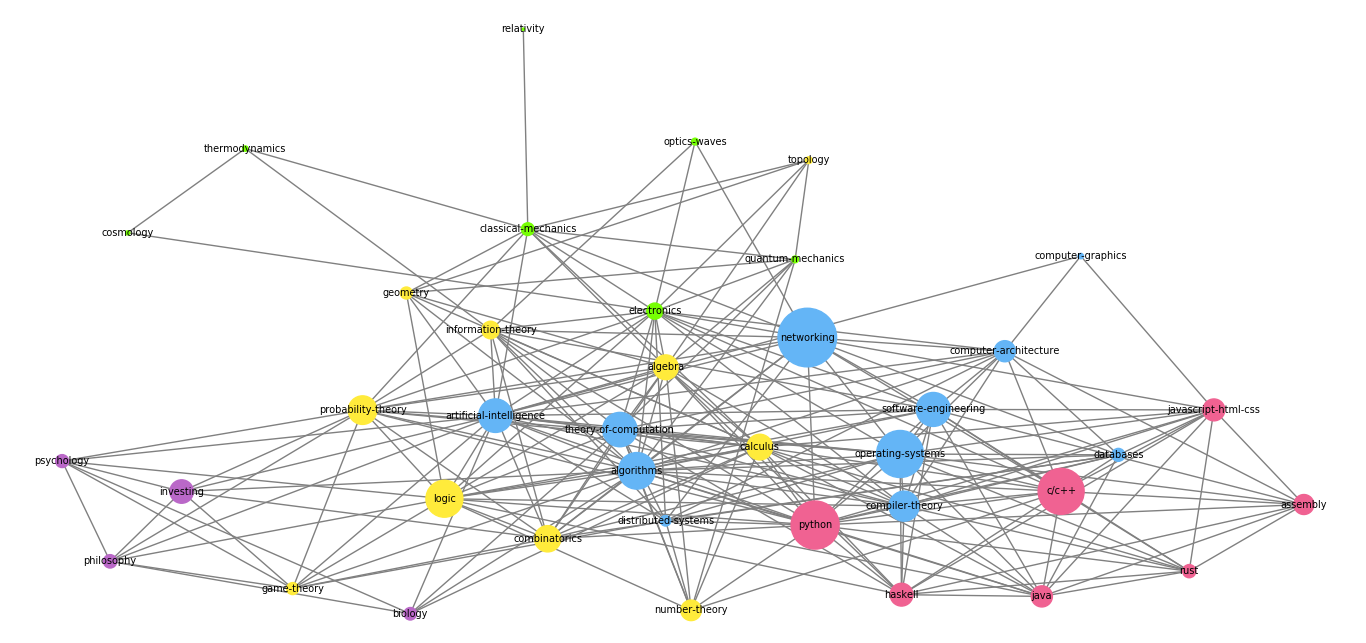 relativity
optics-waves
thermodynamics
topology
cosmology
classical-mechanics
computer-graphics
quantum-mechanics
geometry
electronics
information-theory
networking
computer-architecture
algebra
probability-theory
artificial-intelligence
software-engineering
javascript-html-css
theory-of-computation
calculus
operating-systems
databases
psychology
algorithms
investing
c/c++
logic
compiler-theory
assembly
distributed-systems
python
combinatorics
philosophy
rust
game-theory
haskell
java
biology
number-theory